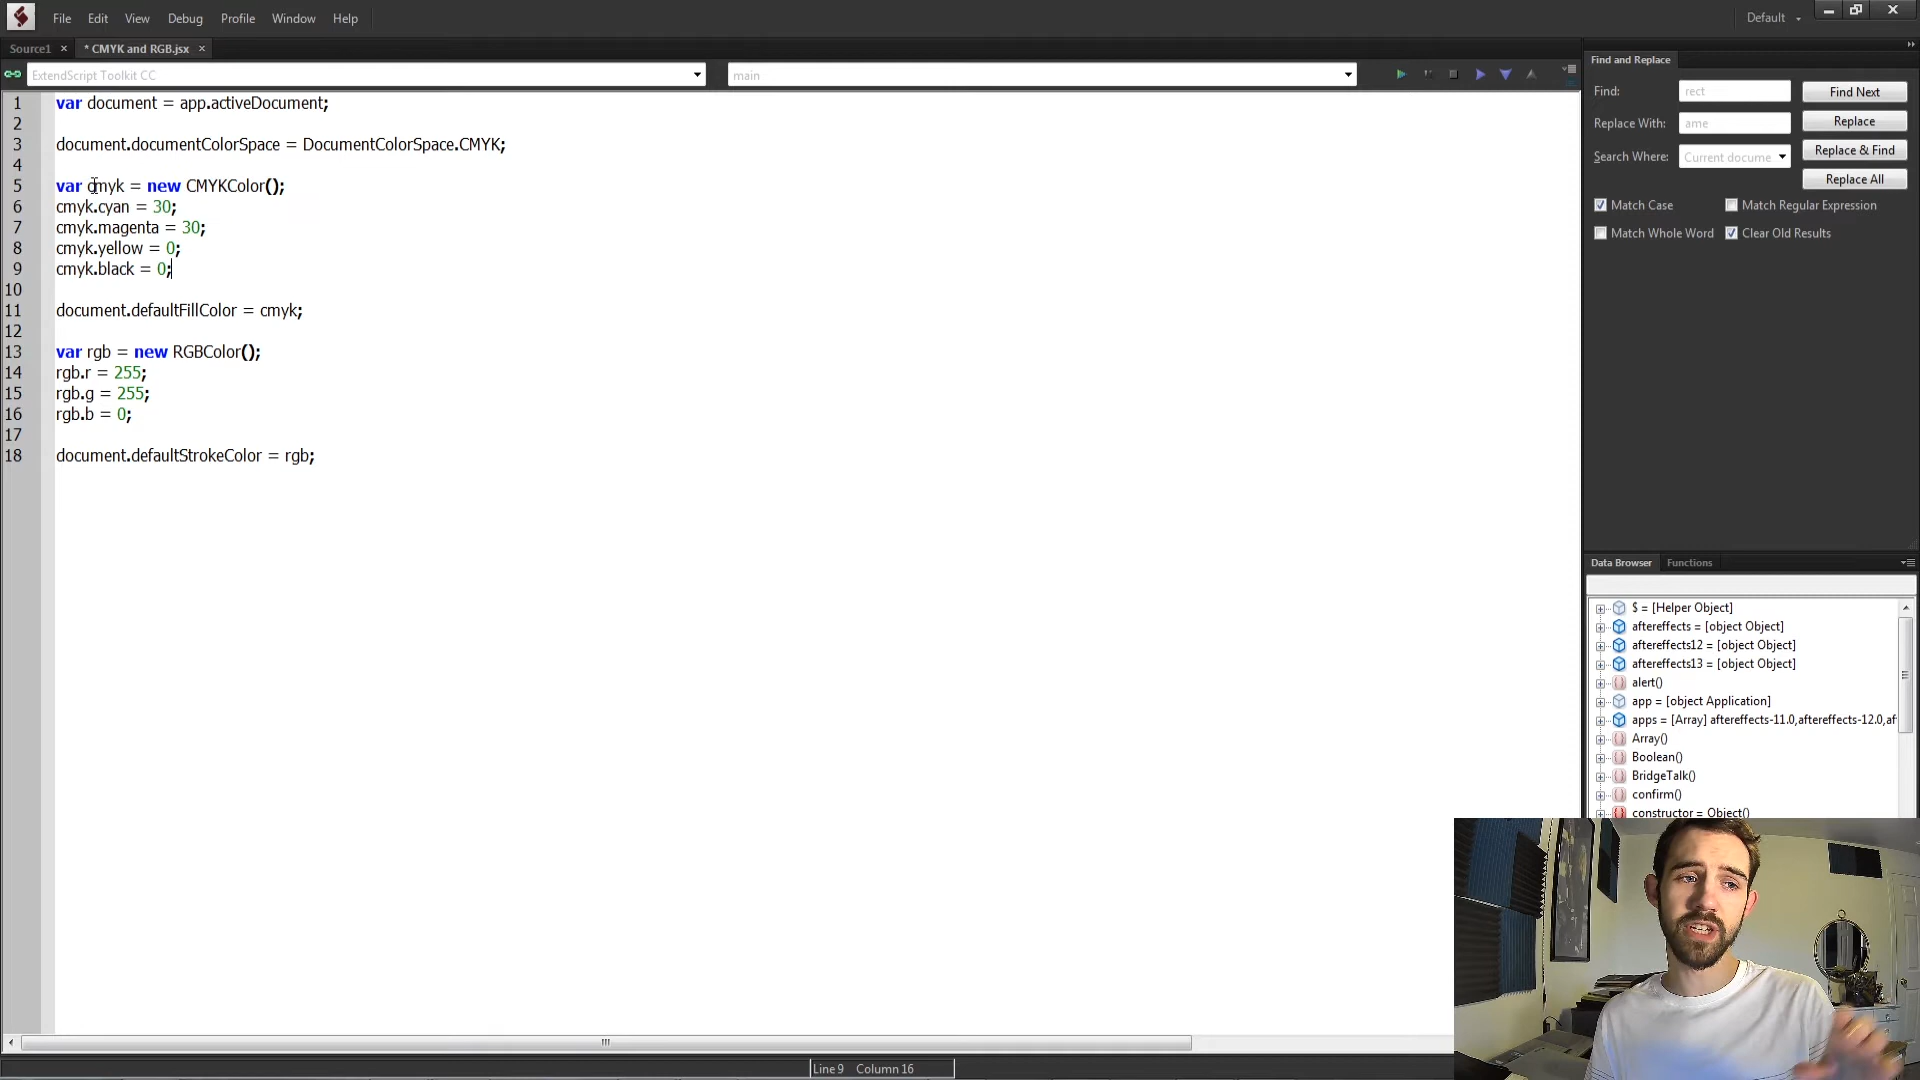 File Edit View Debug Profile Window Help
Default
Source1 × * CMYK and RGB.jsx ×
ExtendScript Toolkit CC
main
1 var document = app.activeDocument;
2
3 document.documentColorSpace = DocumentColorSpace.CMYK;
4
5 var cmyk = new CMYKColor();
6 cmyk.cyan = 30;
7 cmyk.magenta = 30;
8 cmyk.yellow = 0;
9 cmyk.black = 0;
10
11 document.defaultFillColor = cmyk;
12
13 var rgb = new RGBColor();
14 rgb.r = 255;
15 rgb.g = 255;
16 rgb.b = 0;
17
18 document.defaultStrokeColor = rgb;
Find and Replace
Find: rect Find Next
Replace With: ame Replace
Search Where: Current docume Replace & Find
Replace All
Match Case Match Regular Expression
Match Whole Word Clear Old Results
Data Browser Functions
$ = [Helper Object]
aftereffects = [object Object]
aftereffects12 = [object Object]
aftereffects13 = [object Object]
alert()
app = [object Application]
apps = [Array] aftereffects-11.0,aftereffects-12.0,af
Array()
Boolean()
BridgeTalk()
confirm()
constructor = Object()
Line 9 Column 16